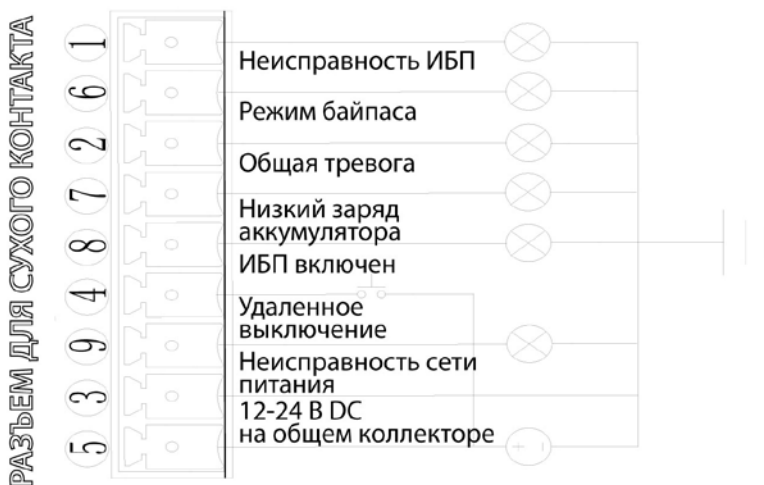 РАЗЪЕМ ДЛЯ СУХОГО КОНТАКТА
1
Неисправность ИБП
6
Режим байпаса
2
Общая тревога
7
Низкий заряд
аккумулятора
8
ИБП включен
4
Удаленное
выключение
9
Неисправность сети
питания
3
12-24 В DC
на общем коллекторе
5
+ -